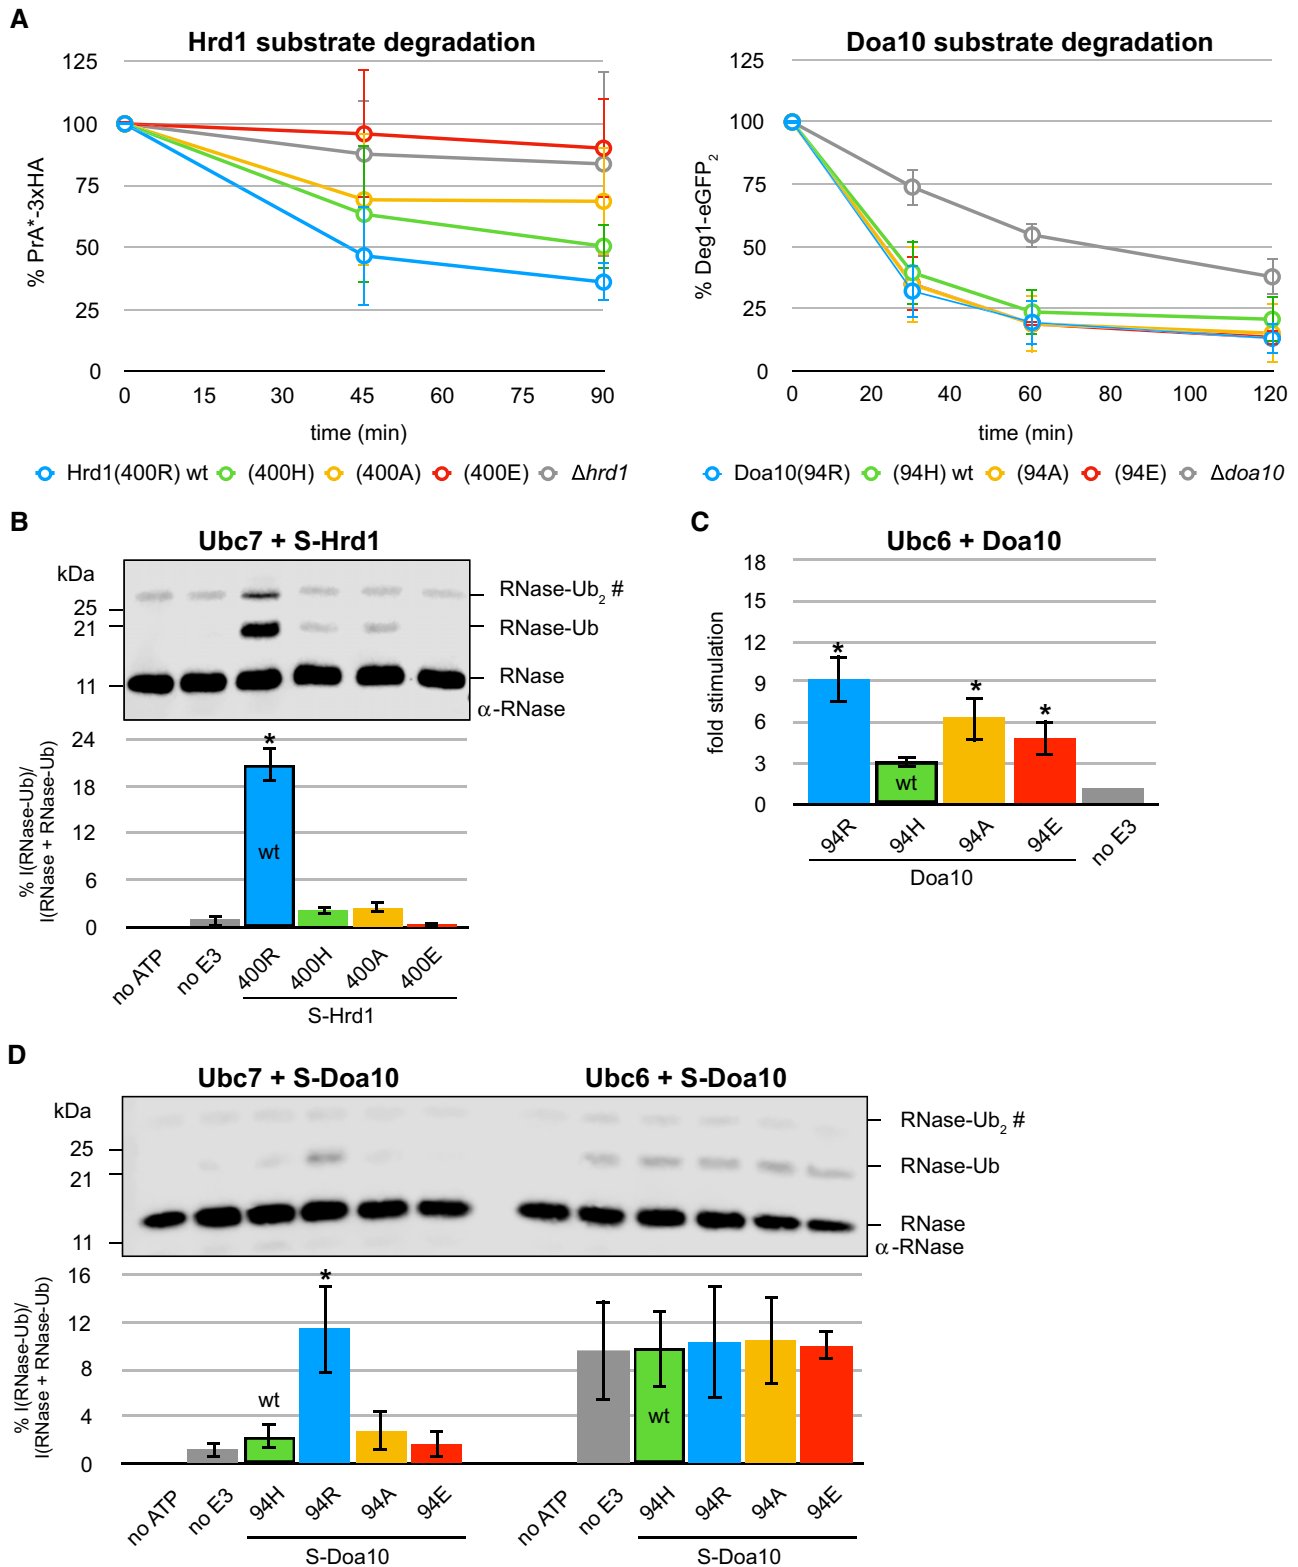 A
Hrd1 substrate degradation
% PrA*-3xHA
125
100
75
50
25
0
0 15 30 45 60 75 90
time (min)
Hrd1(400R) wt (400H) (400A) (400E) Δhrd1
Doa10 substrate degradation
% Deg1-eGFP2
125
100
75
50
25
0
0 20 40 60 80 100 120
time (min)
Doa10(94R) (94H) wt (94A) (94E) Δdoa10
B
Ubc7 + S-Hrd1
kDa
25
21
11
RNase-Ub2 #
RNase-Ub
RNase
α-RNase
% I(RNase-Ub)/
I(RNase + RNase-Ub)
24
18
12
6
0
*
wt
no ATP no E3 400R 400H 400A 400E
S-Hrd1
C
Ubc6 + Doa10
fold stimulation
18
15
12
9
6
3
0
* * *
wt
94R 94H 94A 94E no E3
Doa10
D
Ubc7 + S-Doa10 Ubc6 + S-Doa10
kDa
25
21
11
RNase-Ub2 #
RNase-Ub
RNase
α-RNase
% I(RNase-Ub)/
I(RNase + RNase-Ub)
16
12
8
4
0
*
wt
wt
no ATP no E3 94H 94R 94A 94E no ATP no E3 94H 94R 94A 94E
S-Doa10 S-Doa10